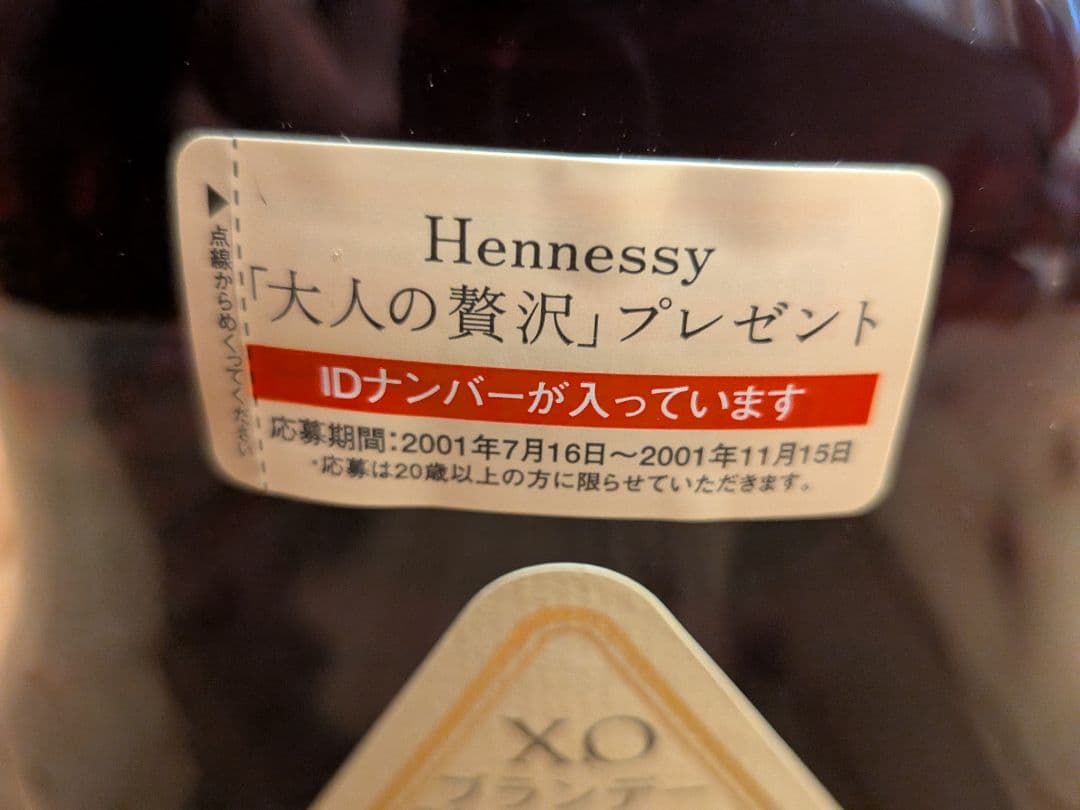 ▶点線からめくってください
Hennessy
「大人の贅沢」プレゼント
IDナンバーが入っています
応募期間:2001年7月16日〜2001年11月15日
*応募は20歳以上の方に限らせていただきます。
X.O
ブランデー